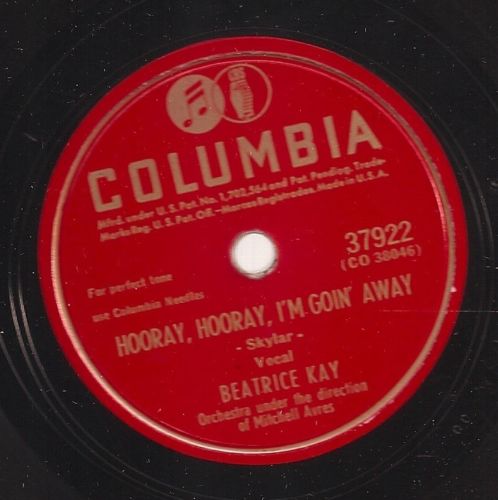 COLUMBIA
Mfrd. under U.S. Pat. No. 1,702,564 and Pat. Pending. Trade-
Marks Reg. U.S. Pat. Off.—Marcas Registradas. Made in U.S.A.
37922
(CO 38046)
For perfect tone
use Columbia Needles
HOORAY, HOORAY, I'M GOIN' AWAY
- Skylar -
Vocal
BEATRICE KAY
Orchestra under the direction
of Mitchell Ayres